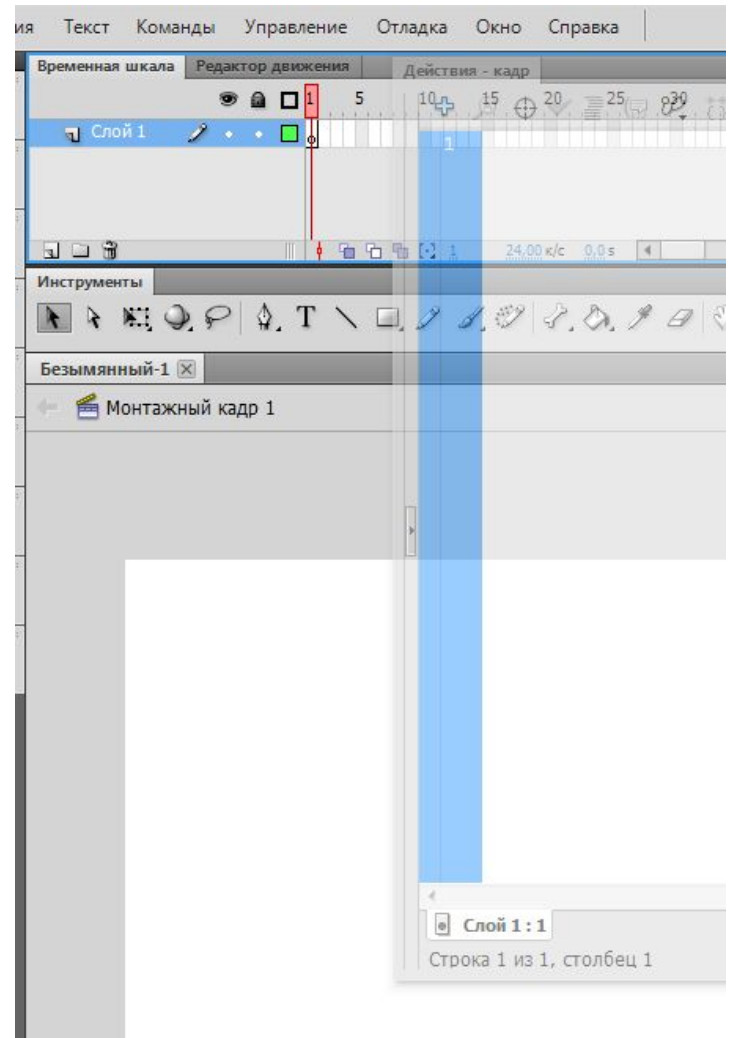 ия Текст Команды Управление Отладка Окно Справка
Временная шкала Редактор движения Действия - кадр
1 5 10 15 20 25 30
Слой 1
1
1 24,00 к/с 0,0 s
Инструменты
T
Безымянный-1
Монтажный кадр 1
Слой 1 : 1
Строка 1 из 1, столбец 1